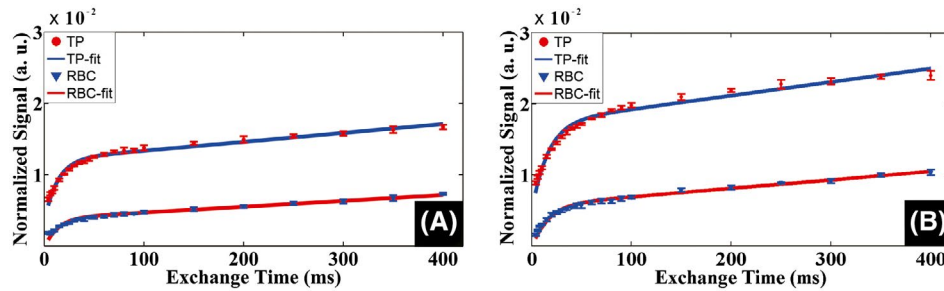 × 10⁻²
Normalized Signal (a. u.)
3
2
1
TP
TP-fit
RBC
RBC-fit
0 100 200 300 400
Exchange Time (ms)
(A)
× 10⁻²
Normalized Signal (a. u.)
3
2
1
TP
TP-fit
RBC
RBC-fit
0 100 200 300 400
Exchange Time (ms)
(B)